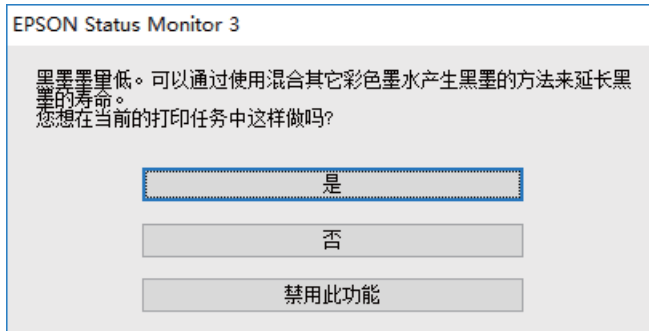 EPSON Status Monitor 3
黑墨墨量低。可以通过使用混合其它彩色墨水产生黑墨的方法来延长黑
墨的寿命。
您想在当前的打印任务中这样做吗?
是
否
禁用此功能